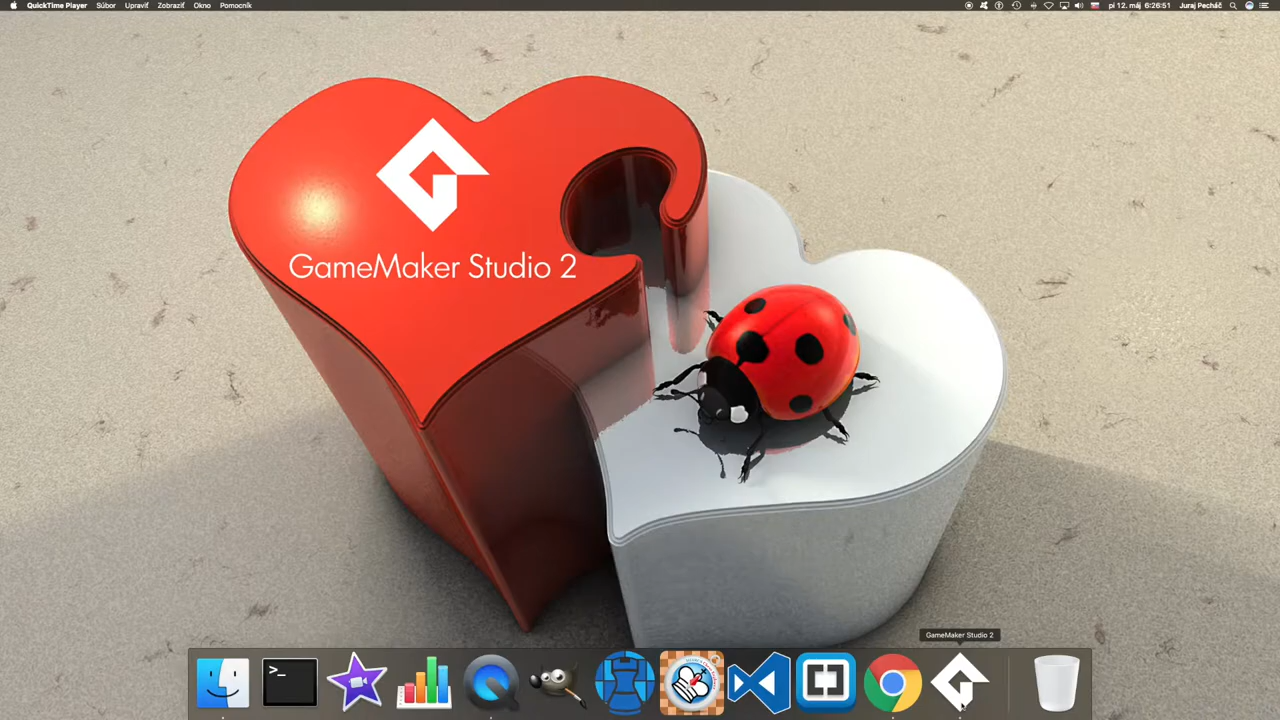 QuickTime Player Súbor Upraviť Zobraziť Okno Pomocník pi 12. máj 6:26:51 Juraj Pecháč
GameMaker Studio 2
GameMaker Studio 2
>_